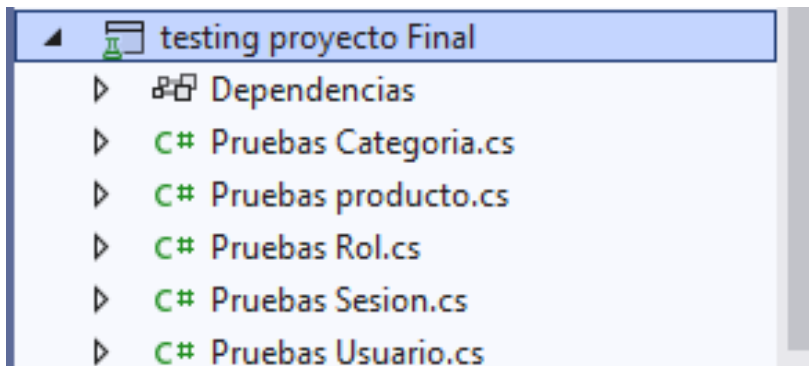 testing proyecto Final
Dependencias
C# Pruebas Categoria.cs
C# Pruebas producto.cs
C# Pruebas Rol.cs
C# Pruebas Sesion.cs
C# Pruebas Usuario.cs